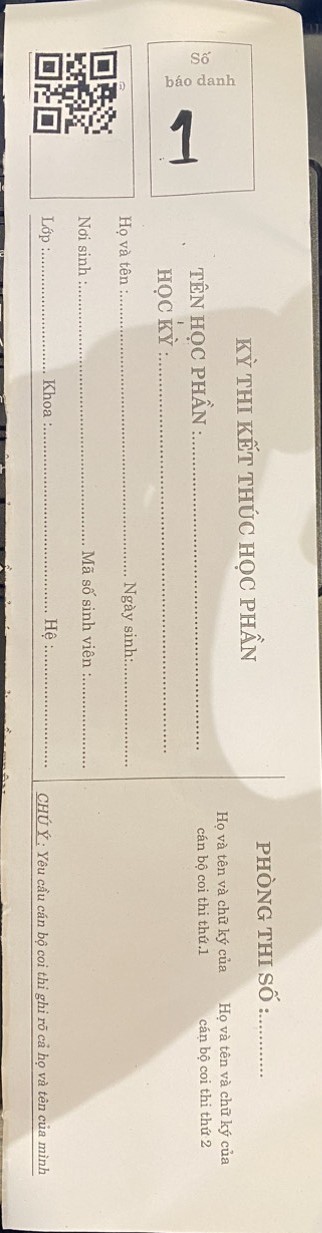 Số
báo danh
1
KỲ THI KẾT THÚC HỌC PHẦN
TÊN HỌC PHẦN :
HỌC KỲ :
Họ và tên : Ngày sinh:
Nơi sinh : Mã số sinh viên :
Lớp : Khoa : Hệ :
PHÒNG THI SỐ :
Họ và tên và chữ ký của
cán bộ coi thi thứ.1
Họ và tên và chữ ký của
cán bộ coi thi thứ 2
CHÚ Ý : Yêu cầu cán bộ coi thi ghi rõ cả họ và tên của mình